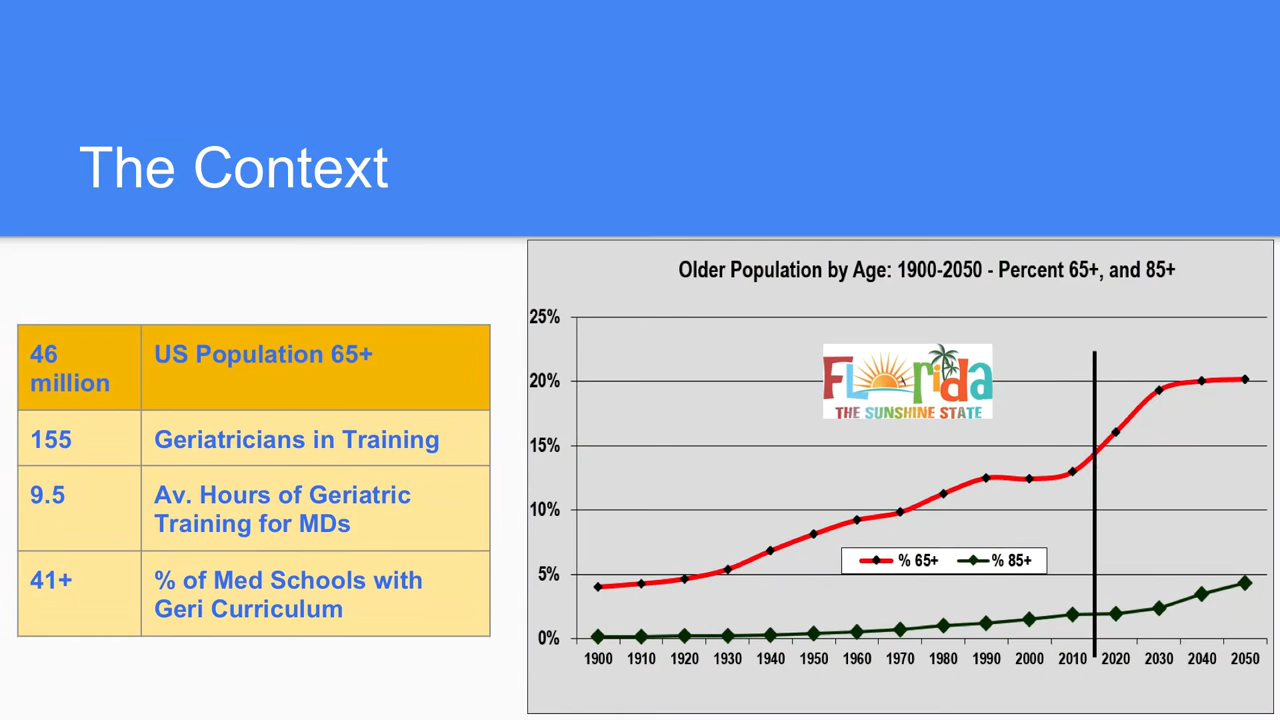 The Context
46
million
US Population 65+
155
Geriatricians in Training
9.5
Av. Hours of Geriatric
Training for MDs
41+
% of Med Schools with
Geri Curriculum
Older Population by Age: 1900-2050 - Percent 65+, and 85+
25%
20%
15%
10%
5%
0%
FLorida
THE SUNSHINE STATE
% 65+ % 85+
1900 1910 1920 1930 1940 1950 1960 1970 1980 1990 2000 2010 2020 2030 2040 2050